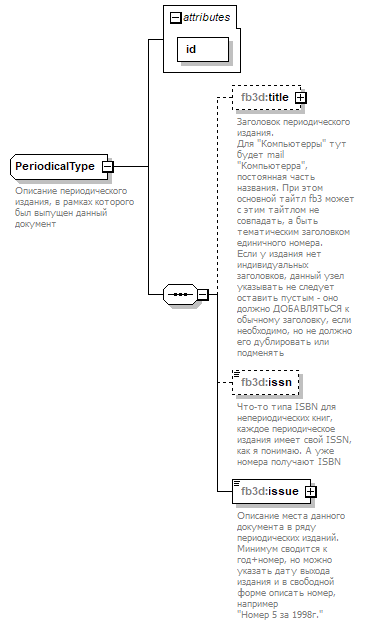 attributes
id
PeriodicalType
Описание периодического
издания, в рамках которого
был выпущен данный
документ
fb3d:title
Заголовок периодического
издания.
Для "Компьютерры" тут
будет mail
"Компьютерра",
постоянная часть
названия. При этом
основной тайтл fb3 может
с этим тайтлом не
совпадать, а быть
тематическим заголовком
единичного номера.
Если у издания нет
индивидуальных
заголовков, данный узел
указывать не следует
оставить пустым - оно
должно ДОБАВЛЯТЬСЯ к
обычному заголовку, если
необходимо, но не должно
его дублировать или
подменять
fb3d:issn
Что-то типа ISBN для
непериодических книг,
каждое периодическое
издания имеет свой ISSN,
как я понимаю. А уже
номера получают ISBN
fb3d:issue
Описание места данного
документа в ряду
периодических изданий.
Минимум сводится к
год+номер, но можно
указать дату выхода
издания и в свободной
форме описать номер,
например
"Номер 5 за 1998г."